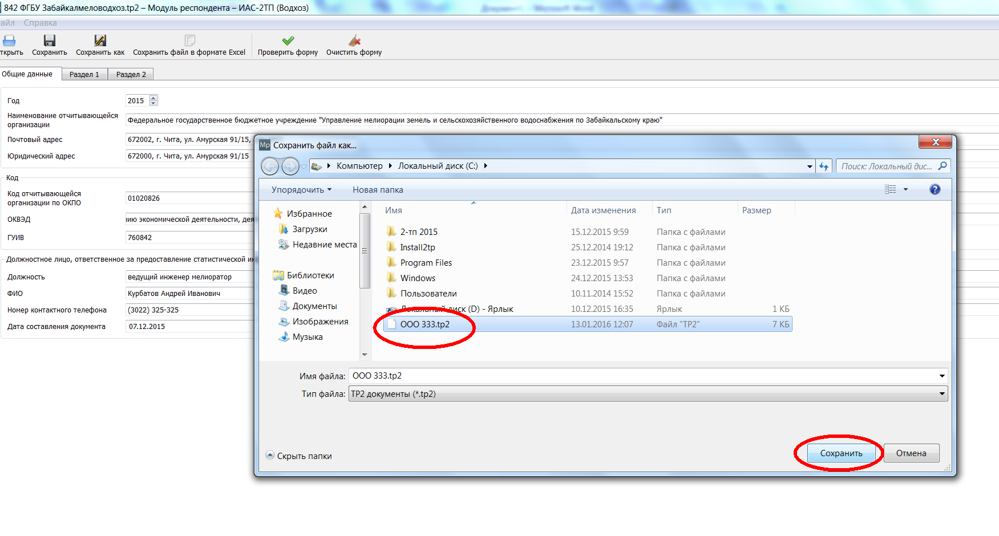 842 ФГБУ Забайкалмеловодхоз.tp2 – Модуль респондента – ИАС-2ТП (Водхоз)
Документ - Microsoft Word
айл Справка
ткрыть Сохранить Сохранить как Сохранить файл в формате Excel Проверить форму Очистить форму
Общие данные Раздел 1 Раздел 2
Год 2015
Наименование отчитывающейся
организации
Федеральное государственное бюджетное учреждение "Управление мелиорации земель и сельскохозяйственного водоснабжения по Забайкальскому краю"
Почтовый адрес 672002, г. Чита, ул. Амурская 91/15,
Юридический адрес 672000, г. Чита, ул. Амурская 91/15
Код
Код отчитывающейся
организации по ОКПО
01020826
ОКВЭД нию экономической деятельности, дея
ГУИВ 760842
Должностное лицо, ответственное за предоставление статистической ин
Должность ведущий инженер мелиоратор
ФИО Курбатов Андрей Иванович
Номер контактного телефона (3022) 325-325
Дата составления документа 07.12.2015
Mp Сохранить файл как...
Компьютер Локальный диск (C:)
Поиск: Локальный дис...
Упорядочить Новая папка
Избранное
Загрузки
Недавние места
Библиотеки
Видео
Документы
Изображения
Музыка
Имя Дата изменения Тип Размер
2-тп 2015 15.12.2015 9:59 Папка с файлами
Install2tp 25.12.2014 19:12 Папка с файлами
Program Files 23.12.2015 9:57 Папка с файлами
Windows 24.12.2015 13:53 Папка с файлами
Пользователи 10.11.2014 15:52 Папка с файлами
Локальный диск (D) - Ярлык 10.12.2015 16:35 Ярлык 1 КБ
ООО 333.tp2 13.01.2016 12:07 Файл "TP2" 7 КБ
Имя файла: ООО 333.tp2
Тип файла: TP2 документы (*.tp2)
Скрыть папки
Сохранить Отмена